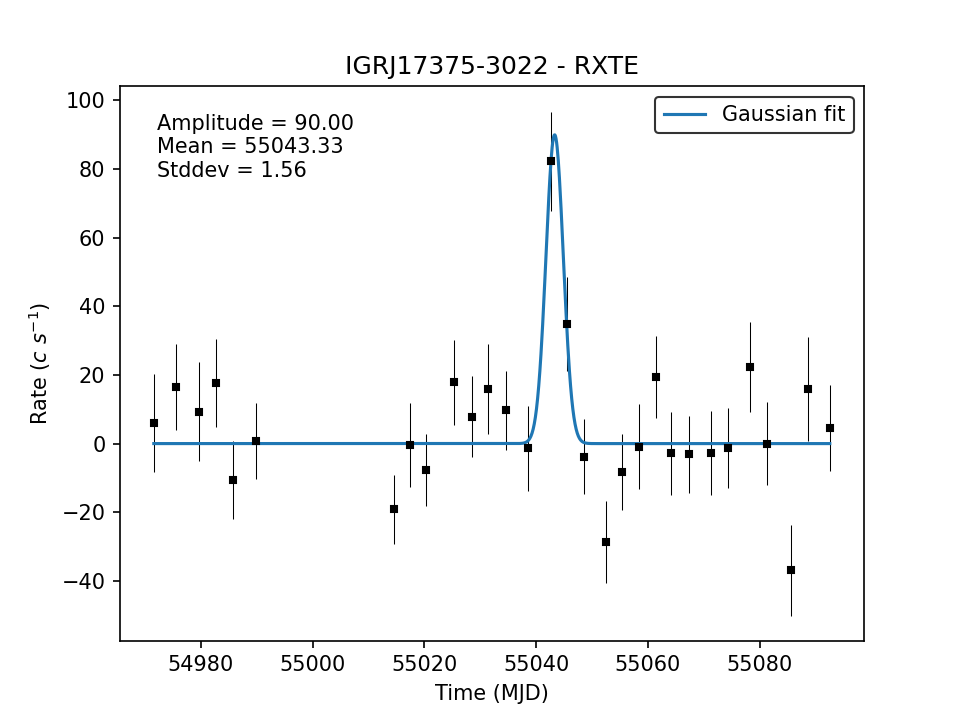 IGRJ17375-3022 - RXTE
Amplitude = 90.00
Mean = 55043.33
Stddev = 1.56
Gaussian fit
100
80
60
40
20
0
−20
−40
Rate (c s⁻¹)
54980 55000 55020 55040 55060 55080
Time (MJD)